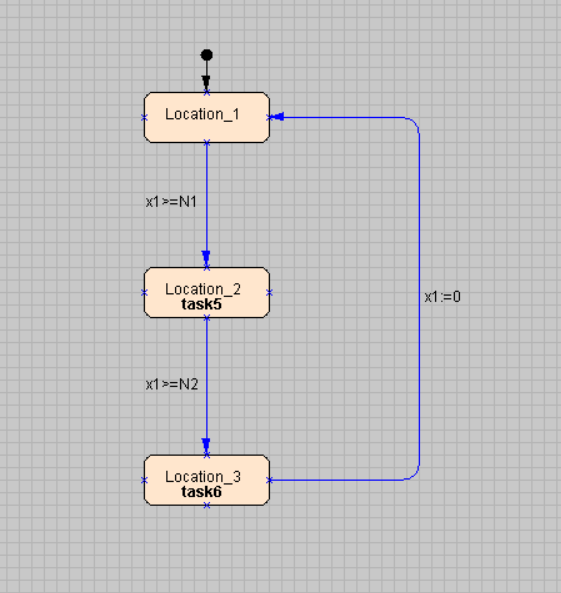 Location_1
x1>=N1
Location_2
task5
x1:=0
x1>=N2
Location_3
task6